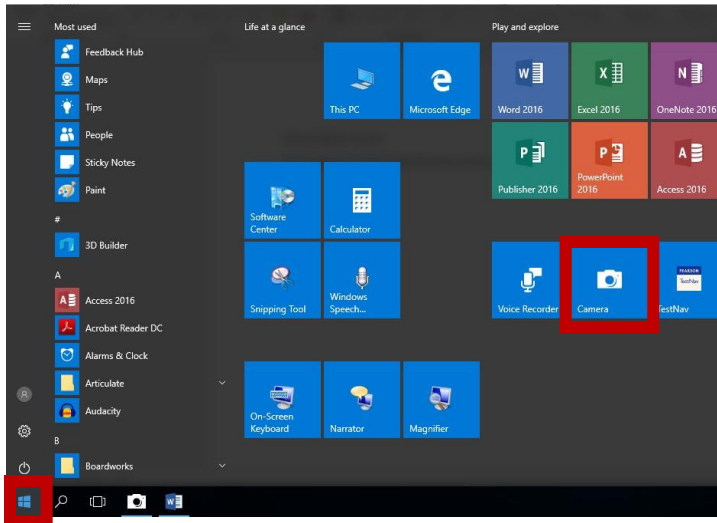 Most used
Feedback Hub
Maps
Tips
People
Sticky Notes
Paint
#
3D Builder
A
Access 2016
Acrobat Reader DC
Alarms & Clock
Articulate
Audacity
B
Boardworks
Life at a glance
This PC
Microsoft Edge
Software
Center
Calculator
Snipping Tool
Windows
Speech...
On-Screen
Keyboard
Narrator
Magnifier
Play and explore
Word 2016
Excel 2016
OneNote 2016
Publisher 2016
PowerPoint
2016
Access 2016
Voice Recorder
Camera
PEARSON
TestNav
TestNav